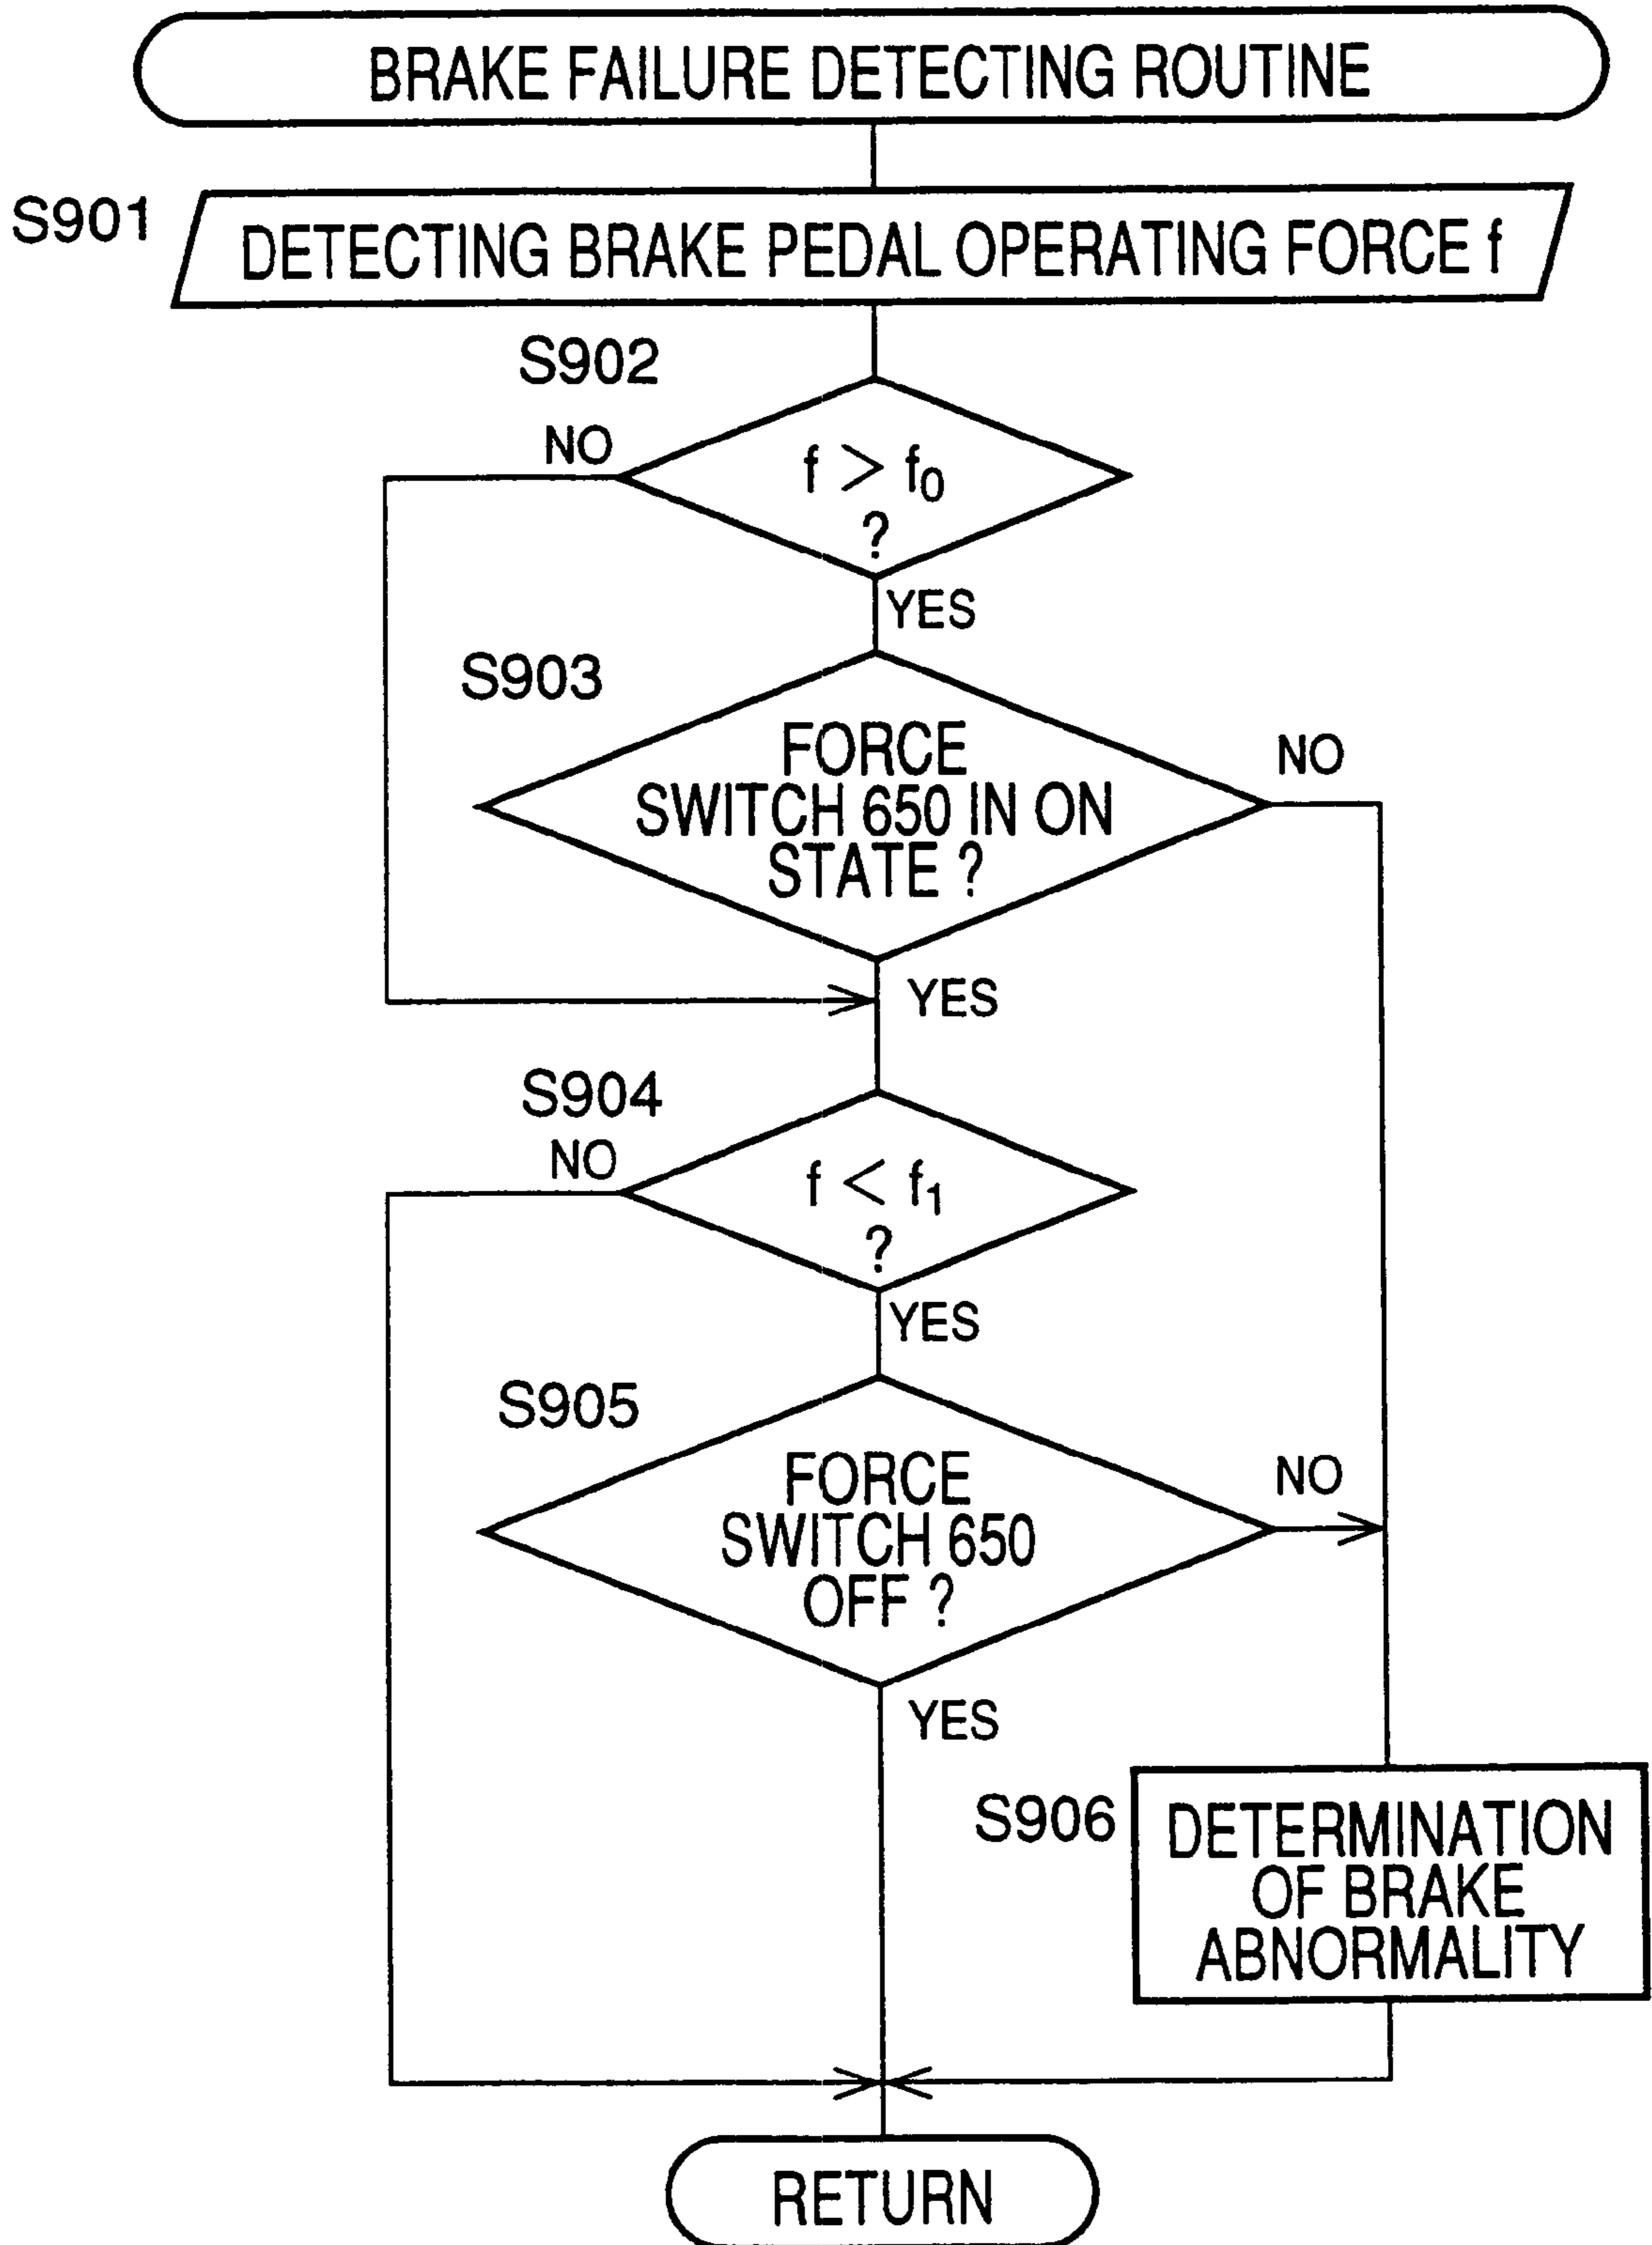 BRAKE FAILURE DETECTING ROUTINE
S901
DETECTING BRAKE PEDAL OPERATING FORCE f
S902
NO
f > f₀
?
YES
S903
FORCE
SWITCH 650 IN ON
STATE ?
NO
YES
S904
NO
f < f₁
?
YES
S905
FORCE
SWITCH 650
OFF ?
NO
YES
S906
DETERMINATION
OF BRAKE
ABNORMALITY
RETURN